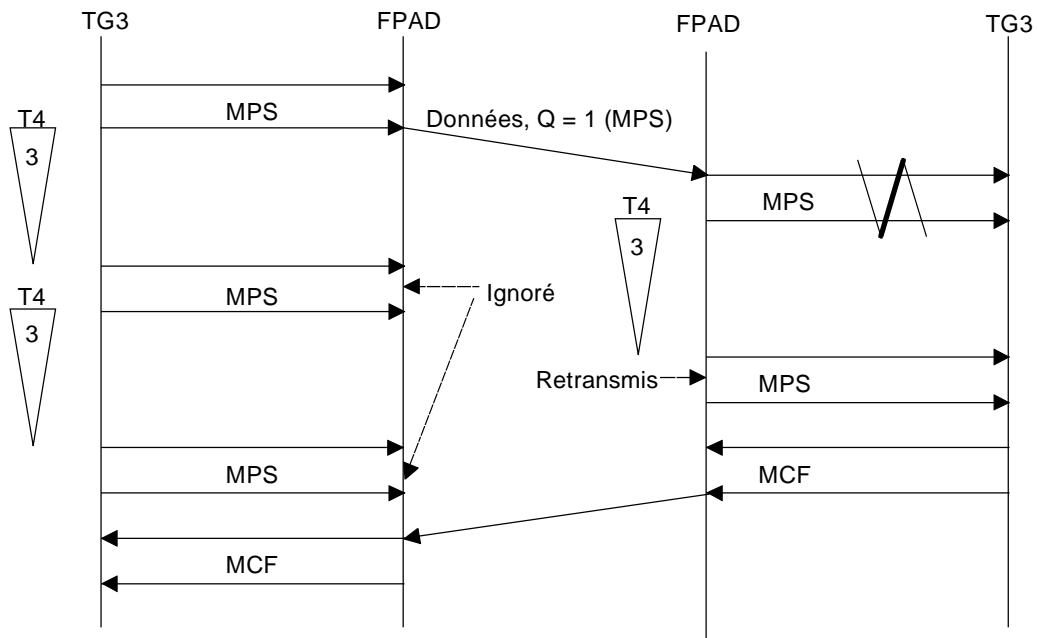 TG3 FPAD FPAD TG3
MPS
T4
3
Données, Q = 1 (MPS)
MPS
T4
3
MPS
Ignoré
T4
3
Retransmis
MPS
MPS
MCF
MCF